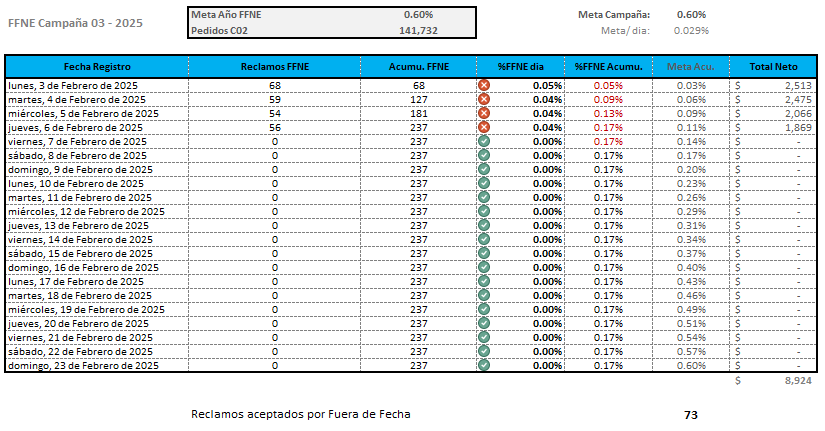 FFNE Campaña 03 - 2025
Meta Año FFNE 0.60% Meta Campaña: 0.60%
Pedidos C02 141,732 Meta/ dia: 0.029%
Fecha Registro Reclamos FFNE Acumu. FFNE %FFNE dia %FFNE Acumu. Meta Acu. Total Neto
lunes, 3 de Febrero de 2025 68 68 0.05% 0.05% 0.03% $ 2,513
martes, 4 de Febrero de 2025 59 127 0.04% 0.09% 0.06% $ 2,475
miércoles, 5 de Febrero de 2025 54 181 0.04% 0.13% 0.09% $ 2,066
jueves, 6 de Febrero de 2025 56 237 0.04% 0.17% 0.11% $ 1,869
viernes, 7 de Febrero de 2025 0 237 0.00% 0.17% 0.14% $ -
sábado, 8 de Febrero de 2025 0 237 0.00% 0.17% 0.17% $ -
domingo, 9 de Febrero de 2025 0 237 0.00% 0.17% 0.20% $ -
lunes, 10 de Febrero de 2025 0 237 0.00% 0.17% 0.23% $ -
martes, 11 de Febrero de 2025 0 237 0.00% 0.17% 0.26% $ -
miércoles, 12 de Febrero de 2025 0 237 0.00% 0.17% 0.29% $ -
jueves, 13 de Febrero de 2025 0 237 0.00% 0.17% 0.31% $ -
viernes, 14 de Febrero de 2025 0 237 0.00% 0.17% 0.34% $ -
sábado, 15 de Febrero de 2025 0 237 0.00% 0.17% 0.37% $ -
domingo, 16 de Febrero de 2025 0 237 0.00% 0.17% 0.40% $ -
lunes, 17 de Febrero de 2025 0 237 0.00% 0.17% 0.43% $ -
martes, 18 de Febrero de 2025 0 237 0.00% 0.17% 0.46% $ -
miércoles, 19 de Febrero de 2025 0 237 0.00% 0.17% 0.49% $ -
jueves, 20 de Febrero de 2025 0 237 0.00% 0.17% 0.51% $ -
viernes, 21 de Febrero de 2025 0 237 0.00% 0.17% 0.54% $ -
sábado, 22 de Febrero de 2025 0 237 0.00% 0.17% 0.57% $ -
domingo, 23 de Febrero de 2025 0 237 0.00% 0.17% 0.60% $ -
$ 8,924
Reclamos aceptados por Fuera de Fecha 73